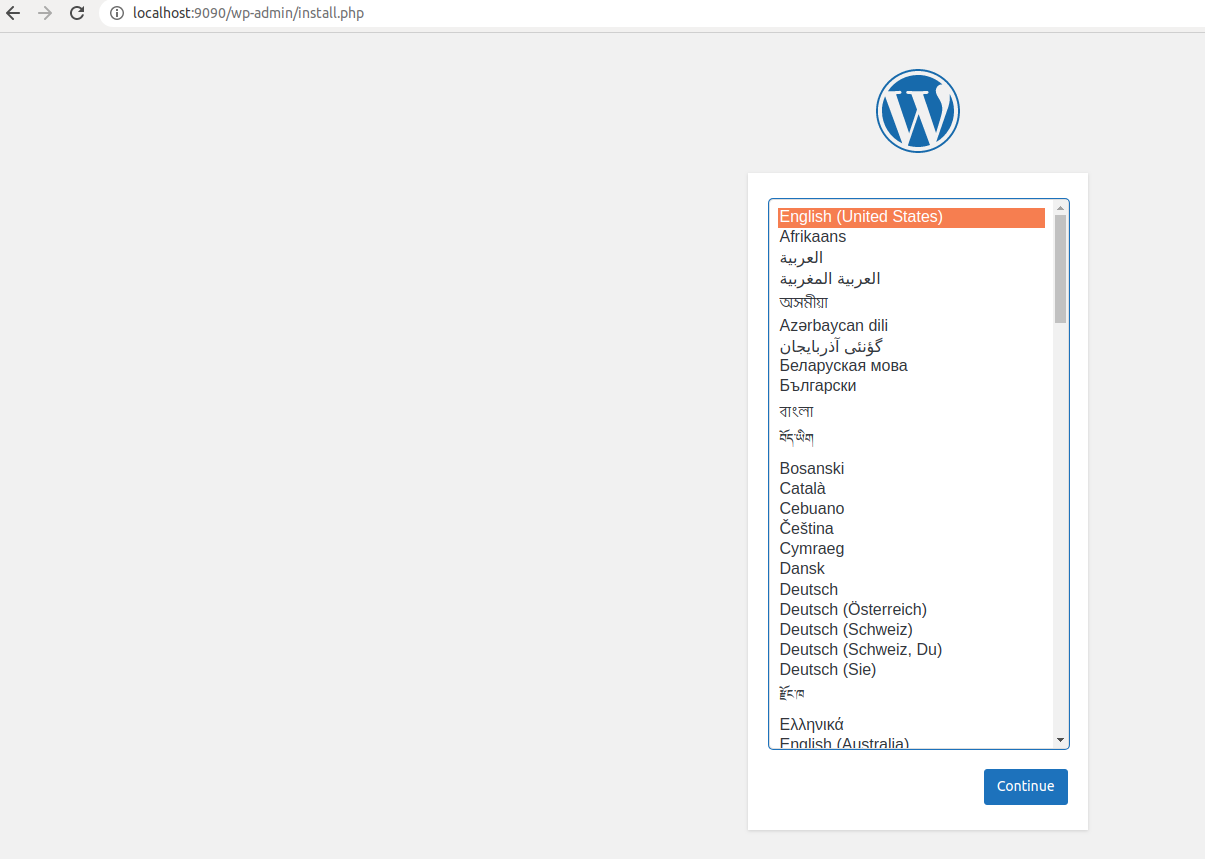 localhost:9090/wp-admin/install.php
English (United States)
Afrikaans
العربية
العربية المغربية
অসমীয়া
Azərbaycan dili
گؤنئی آذربایجان
Беларуская мова
Български
বাংলা
བོད་ཡིག
Bosanski
Català
Cebuano
Čeština
Cymraeg
Dansk
Deutsch
Deutsch (Österreich)
Deutsch (Schweiz)
Deutsch (Schweiz, Du)
Deutsch (Sie)
རྫོང་ཁ
Ελληνικά
English (Australia)
Continue